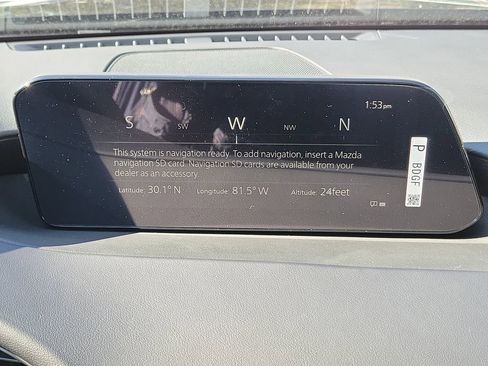 1:53pm
S SW W NW N
This system is navigation ready. To add navigation, insert a Mazda
navigation SD card. Navigation SD cards are available from your
dealer as an accessory.
Latitude: 30.1° N Longitude: 81.5° W Altitude: 24feet
P BDGF